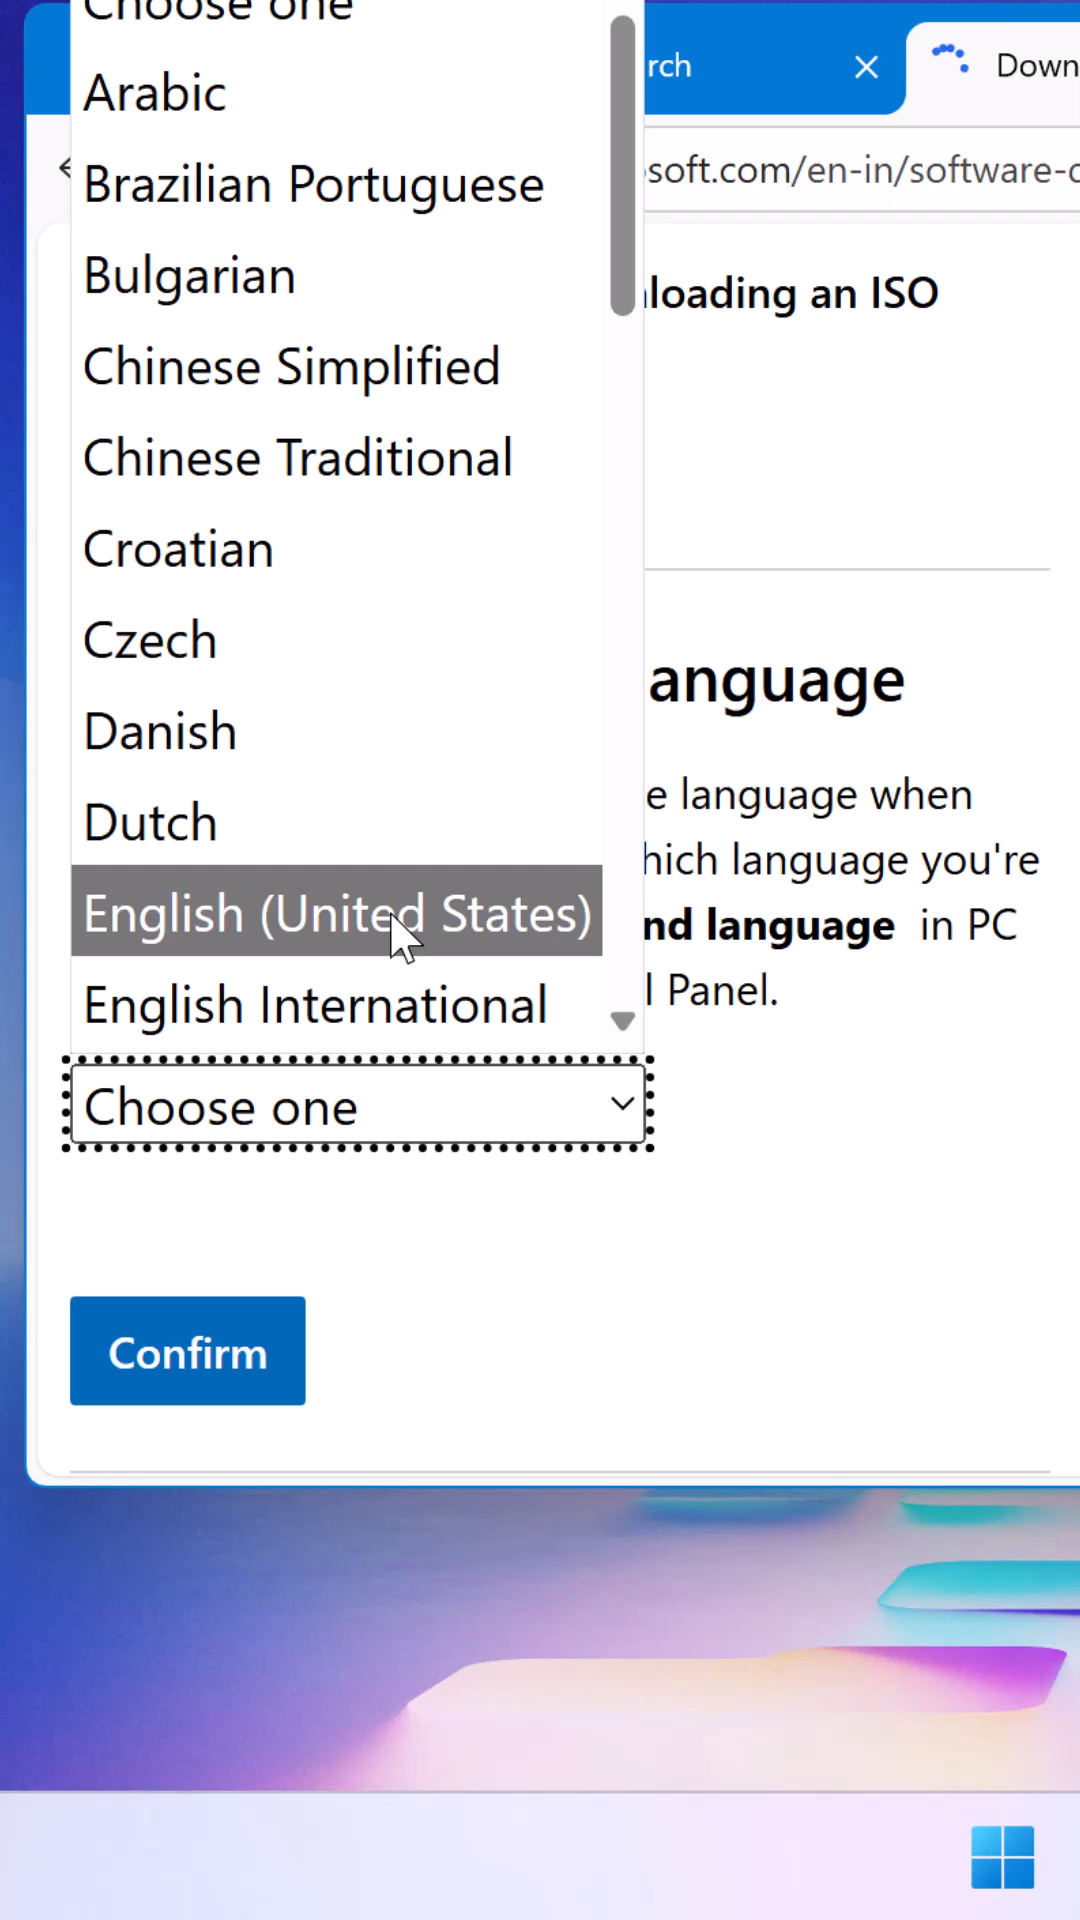 Choose one
Arabic
Brazilian Portuguese
Bulgarian
Chinese Simplified
Chinese Traditional
Croatian
Czech
Danish
Dutch
English (United States)
English International
Choose one
Confirm
rch
Down
soft.com/en-in/software-d
loading an ISO
anguage
e language when
hich language you're
nd language in PC
l Panel.